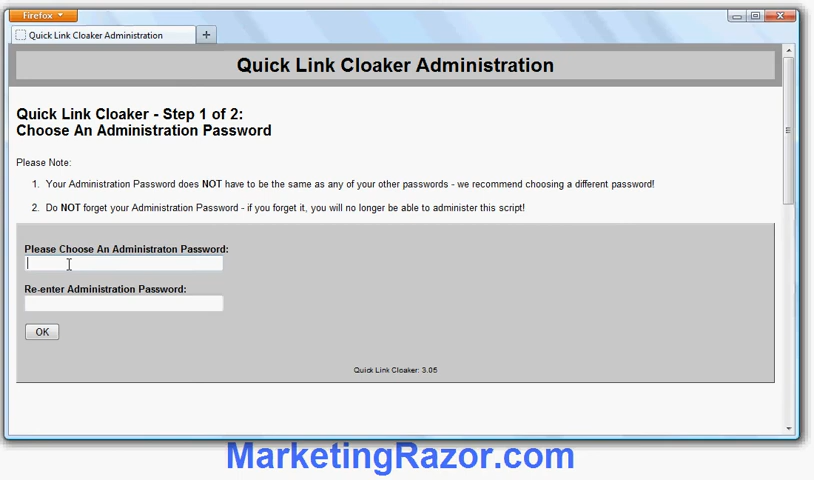 Firefox
Quick Link Cloaker Administration
Quick Link Cloaker Administration
Quick Link Cloaker - Step 1 of 2:
Choose An Administration Password
Please Note:
1. Your Administration Password does NOT have to be the same as any of your other passwords - we recommend choosing a different password!
2. Do NOT forget your Administration Password - if you forget it, you will no longer be able to administer this script!
Please Choose An Administraton Password:
Re-enter Administration Password:
OK
Quick Link Cloaker: 3.05
MarketingRazor.com